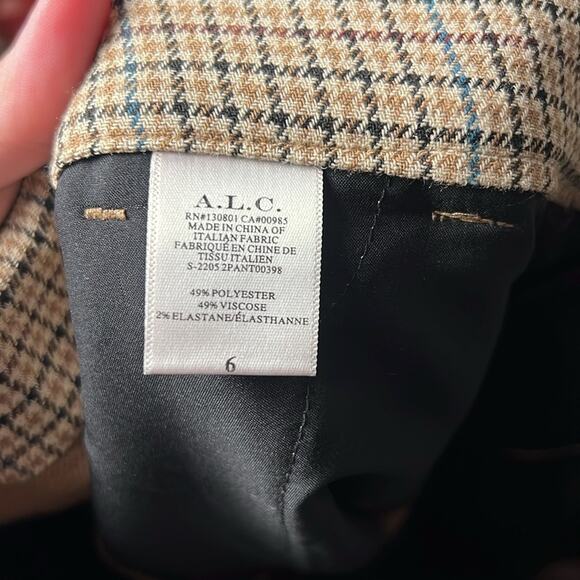 A.L.C.
RN#130801 CA#00985
MADE IN CHINA OF
ITALIAN FABRIC
FABRIQUÉ EN CHINE DE
TISSU ITALIEN
S-2205 2PANT00398
49% POLYESTER
49% VISCOSE
2% ELASTANE/ÉLASTHANNE
6